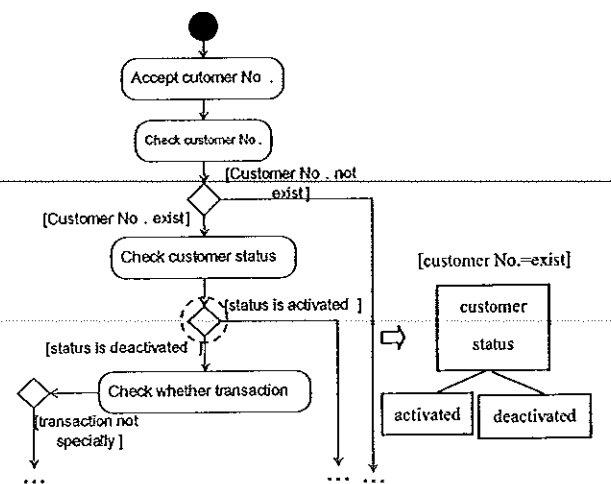 Accept cutomer No .
Check customer No .
[Customer No . not
exist]
[Customer No . exist]
Check customer status
[customer No.=exist]
[status is activated ]
customer
status
[status is deactivated ]
Check whether transaction
activated
deactivated
[transaction not
specially ]
...
... ...